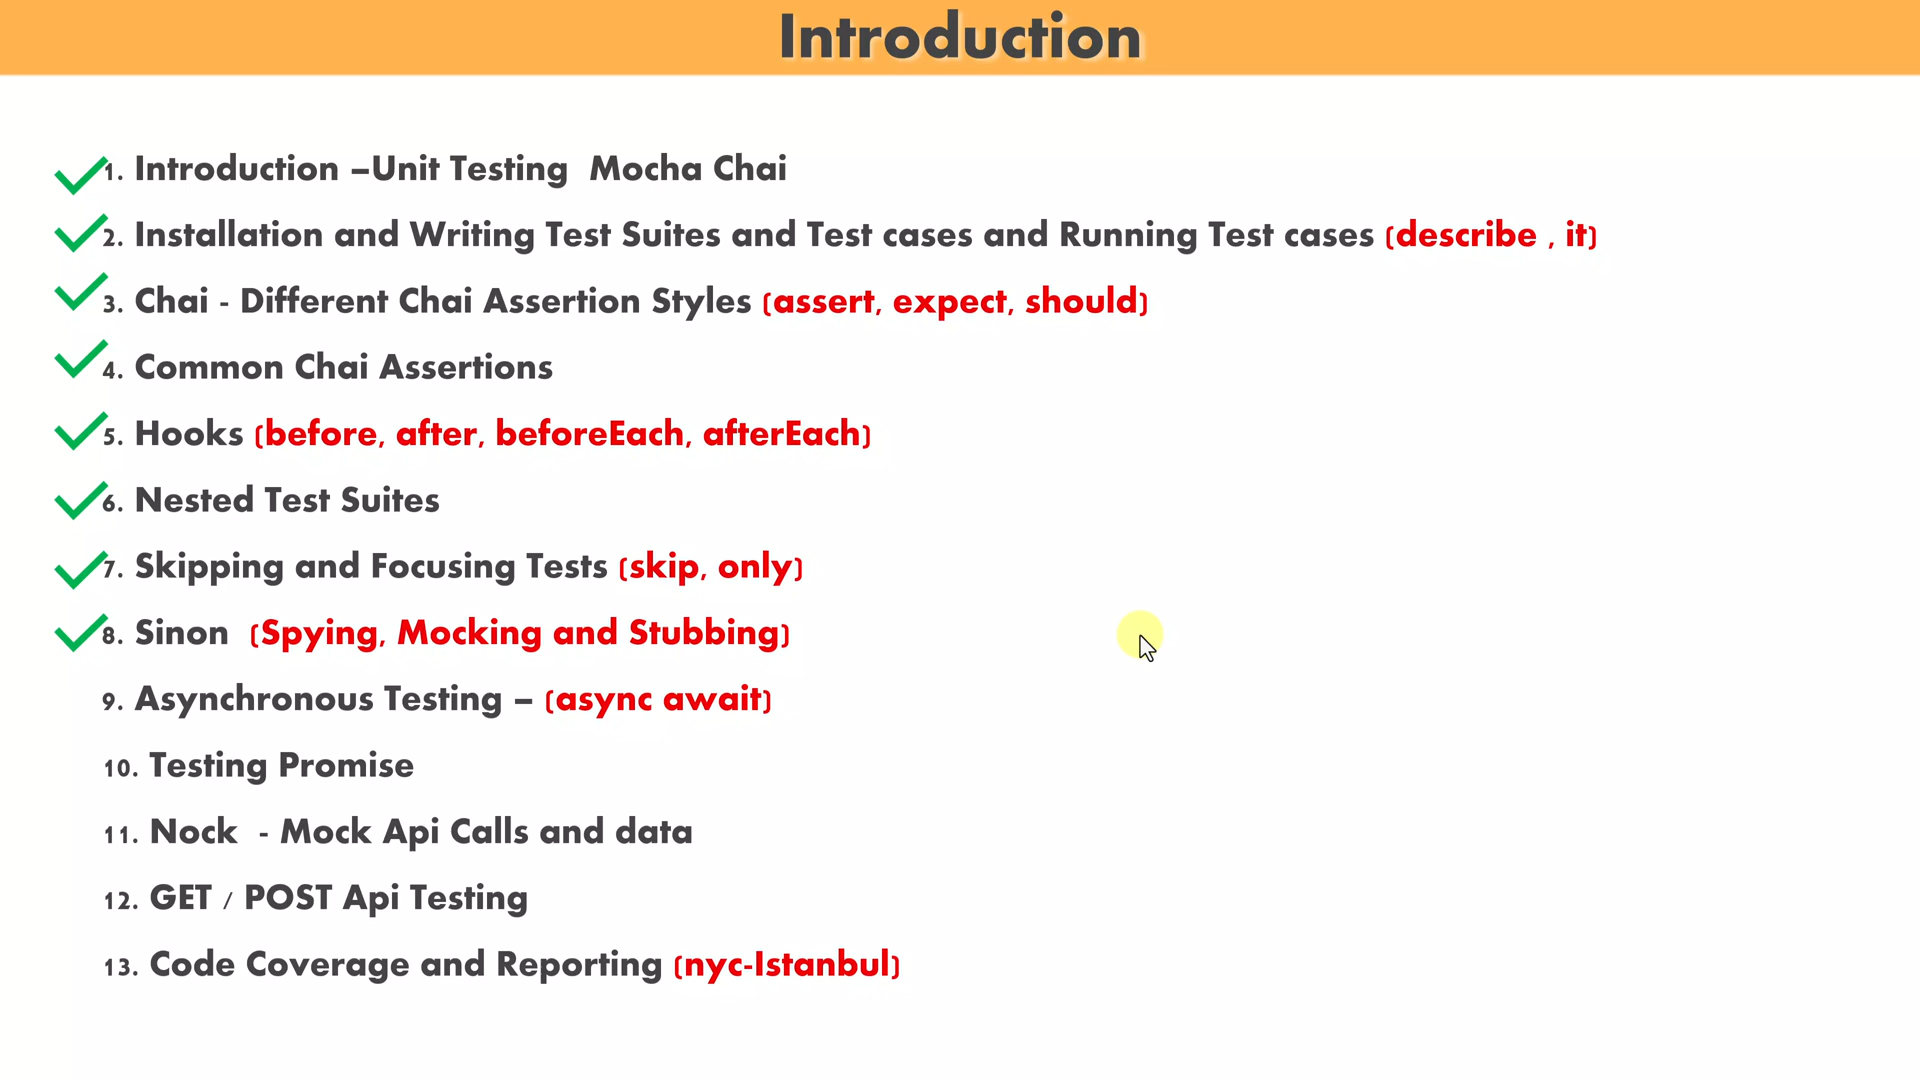 Introduction
1. Introduction –Unit Testing  Mocha Chai
2. Installation and Writing Test Suites and Test cases and Running Test cases (describe , it)
3. Chai - Different Chai Assertion Styles (assert, expect, should)
4. Common Chai Assertions
5. Hooks (before, after, beforeEach, afterEach)
6. Nested Test Suites
7. Skipping and Focusing Tests (skip, only)
8. Sinon  (Spying, Mocking and Stubbing)
9. Asynchronous Testing – (async await)
10. Testing Promise
11. Nock  - Mock Api Calls and data
12. GET / POST Api Testing
13. Code Coverage and Reporting (nyc-Istanbul)